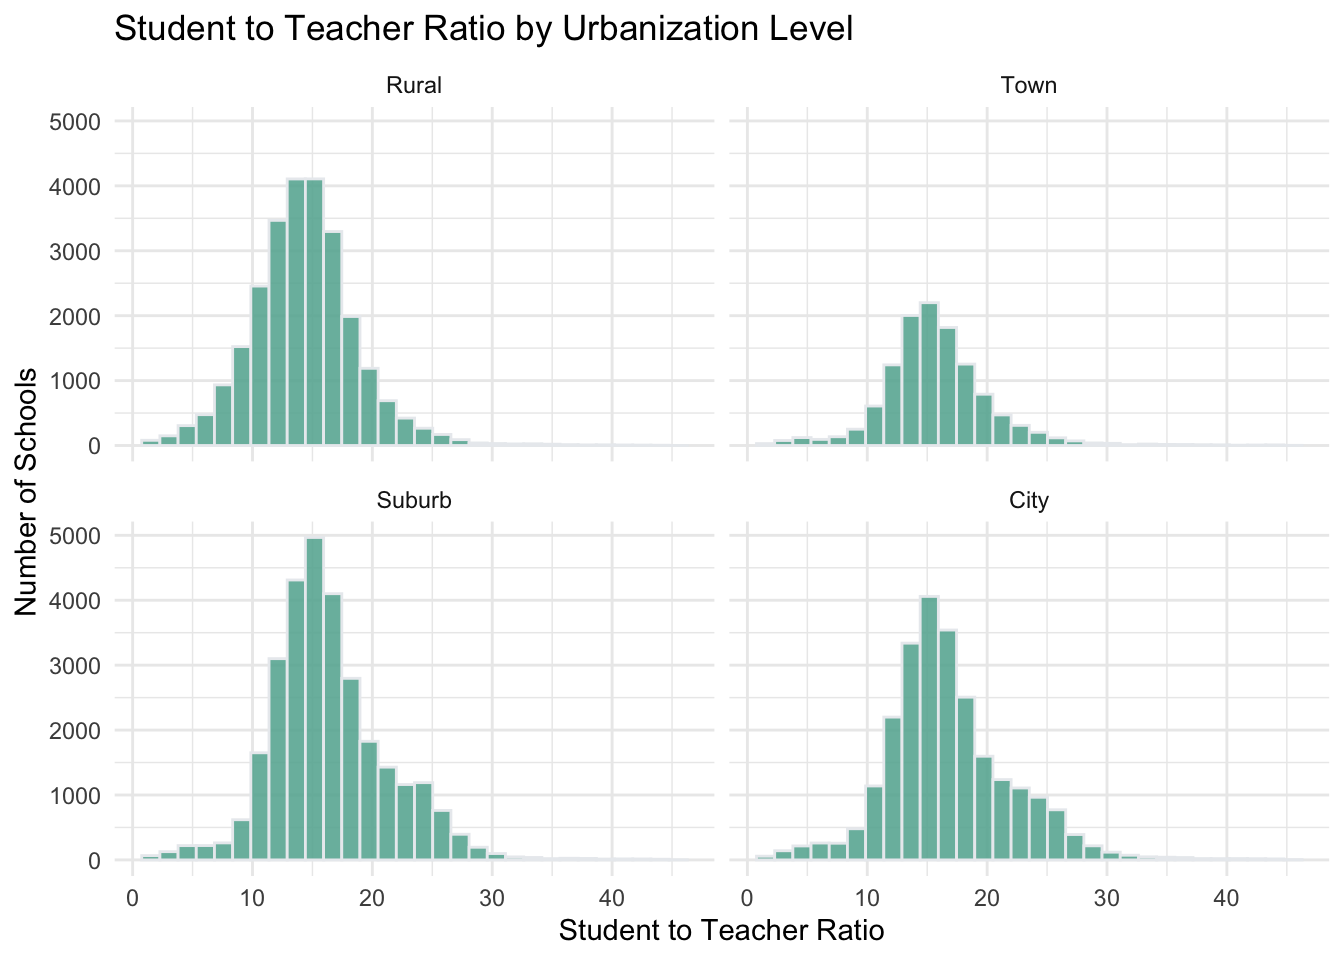 Student to Teacher Ratio by Urbanization Level
Rural
Town
5000
4000
3000
2000
1000
0
Suburb
City
5000
4000
3000
2000
1000
0
0 10 20 30 40
0 10 20 30 40
Student to Teacher Ratio
Number of Schools